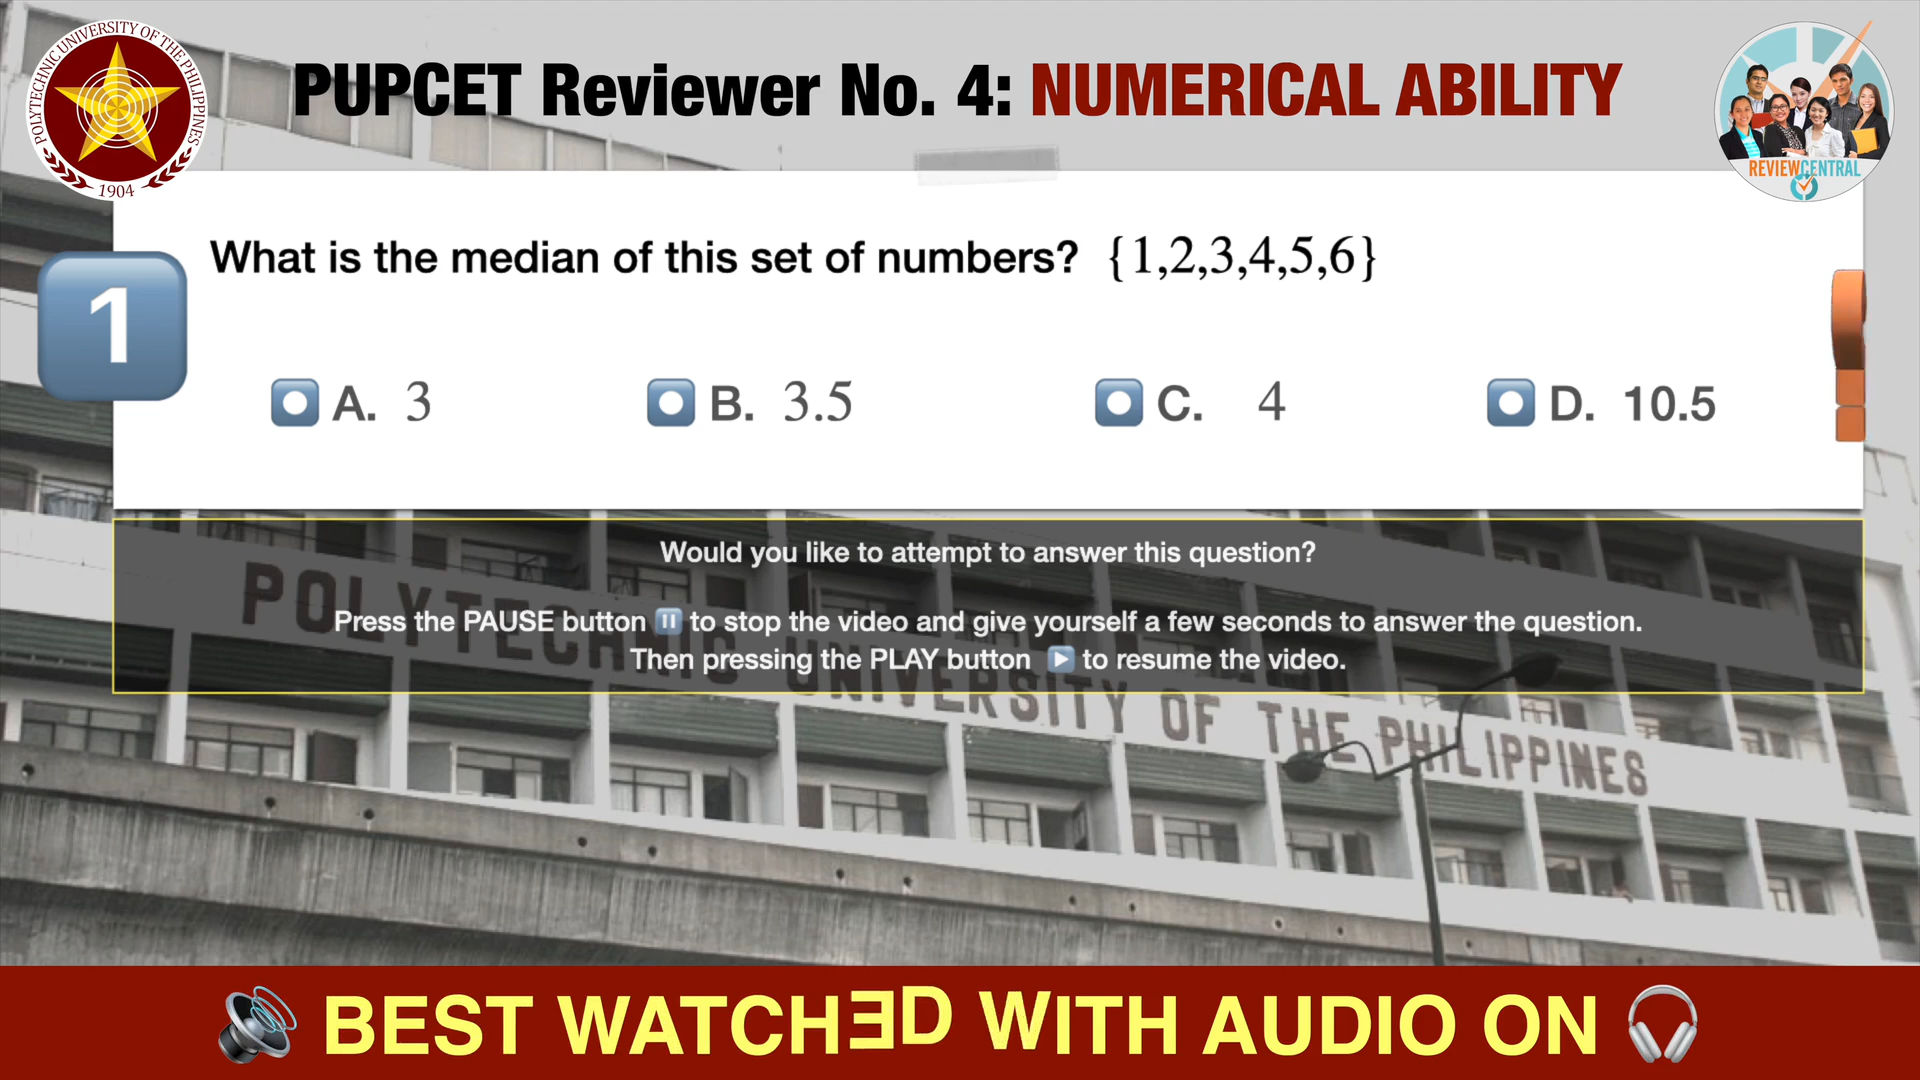 POLYTECHNIC UNIVERSITY OF THE PHILIPPINES
1904
PUPCET Reviewer No. 4: NUMERICAL ABILITY
REVIEWCENTRAL
1
What is the median of this set of numbers? {1,2,3,4,5,6}
A. 3
B. 3.5
C. 4
D. 10.5
Would you like to attempt to answer this question?
Press the PAUSE button ⏸ to stop the video and give yourself a few seconds to answer the question.
Then pressing the PLAY button ▶ to resume the video.
POLYTECHNIC UNIVERSITY OF THE PHILIPPINES
BEST WATCHED WITH AUDIO ON